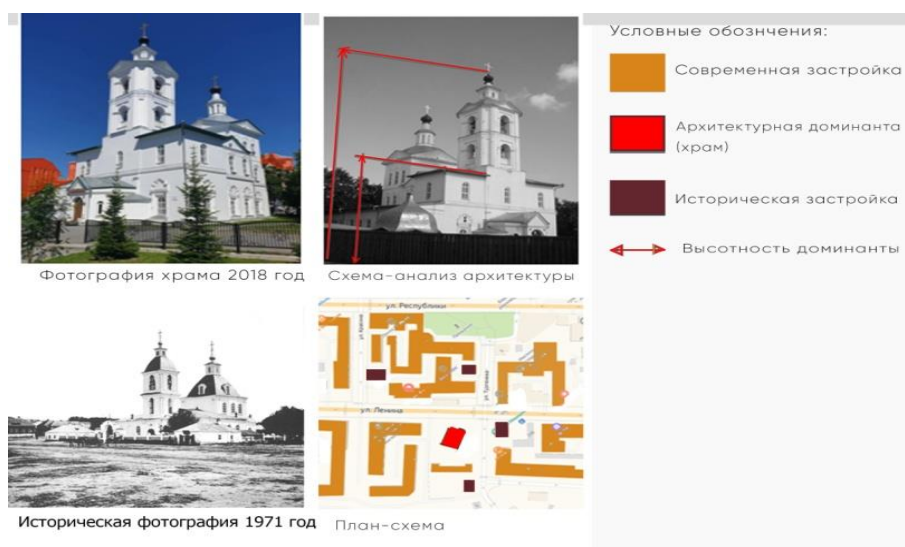 Условные обознчения:
Современная застройка
Архитектурная доминанта
(храм)
Историческая застройка
Высотность доминанты
Фотография храма 2018 год
Схема-анализ архитектуры
ул. Республики
ул. Ленина
Историческая фотография 1971 год
План-схема